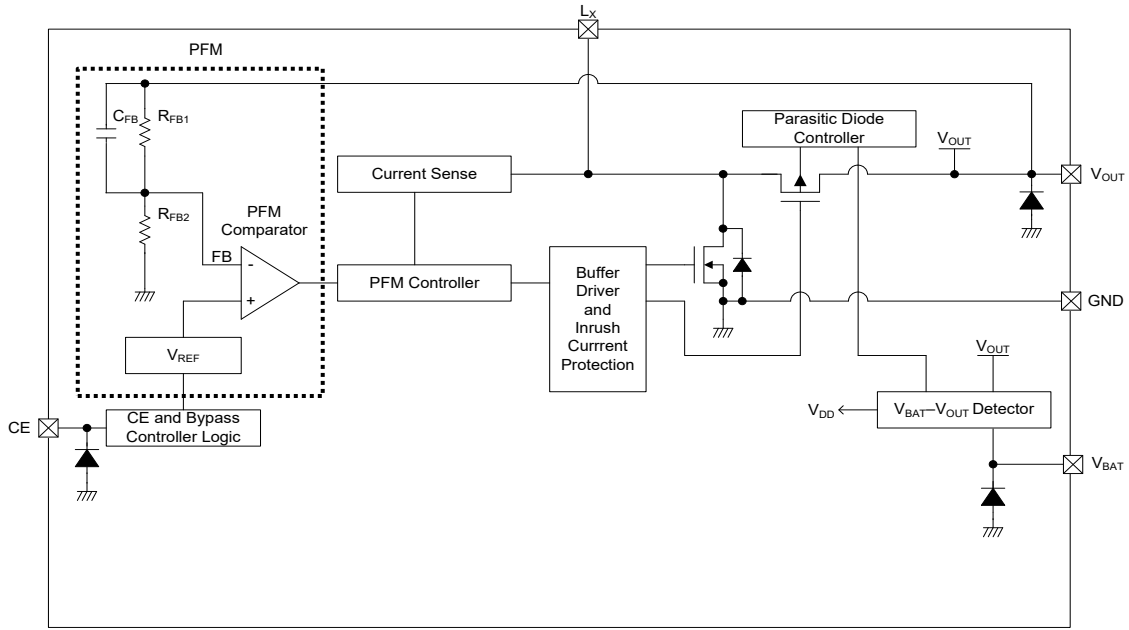 LX
PFM
CFB
RFB1
Parasitic Diode
Controller
VOUT
Current Sense
VOUT
RFB2
PFM
Comparator
FB
-
+
PFM Controller
Buffer
Driver
and
Inrush
Currrent
Protection
GND
VREF
VOUT
CE
CE and Bypass
Controller Logic
VDD
VBAT–VOUT Detector
VBAT